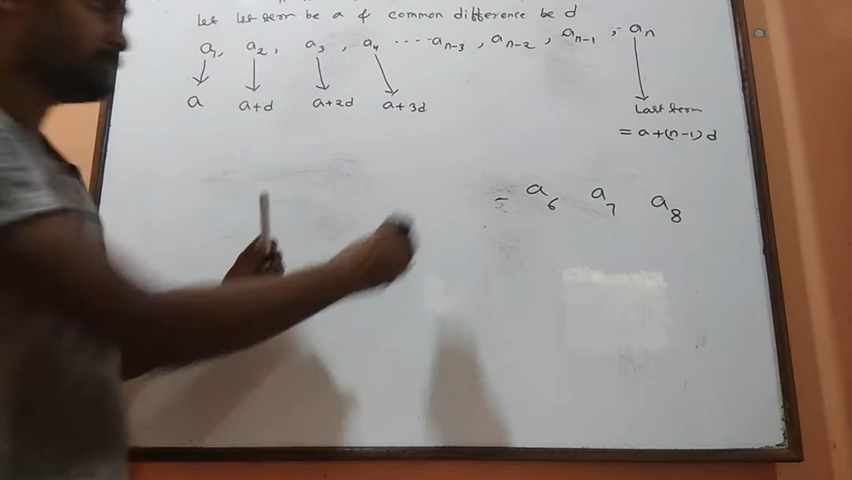 let 1st term be a & common difference be d
a1, a2, a3, a4 ···· an-3, an-2, an-1, ·· an
a a+d a+2d a+3d Last term
= a+(n-1)d
- a6 a7 a8